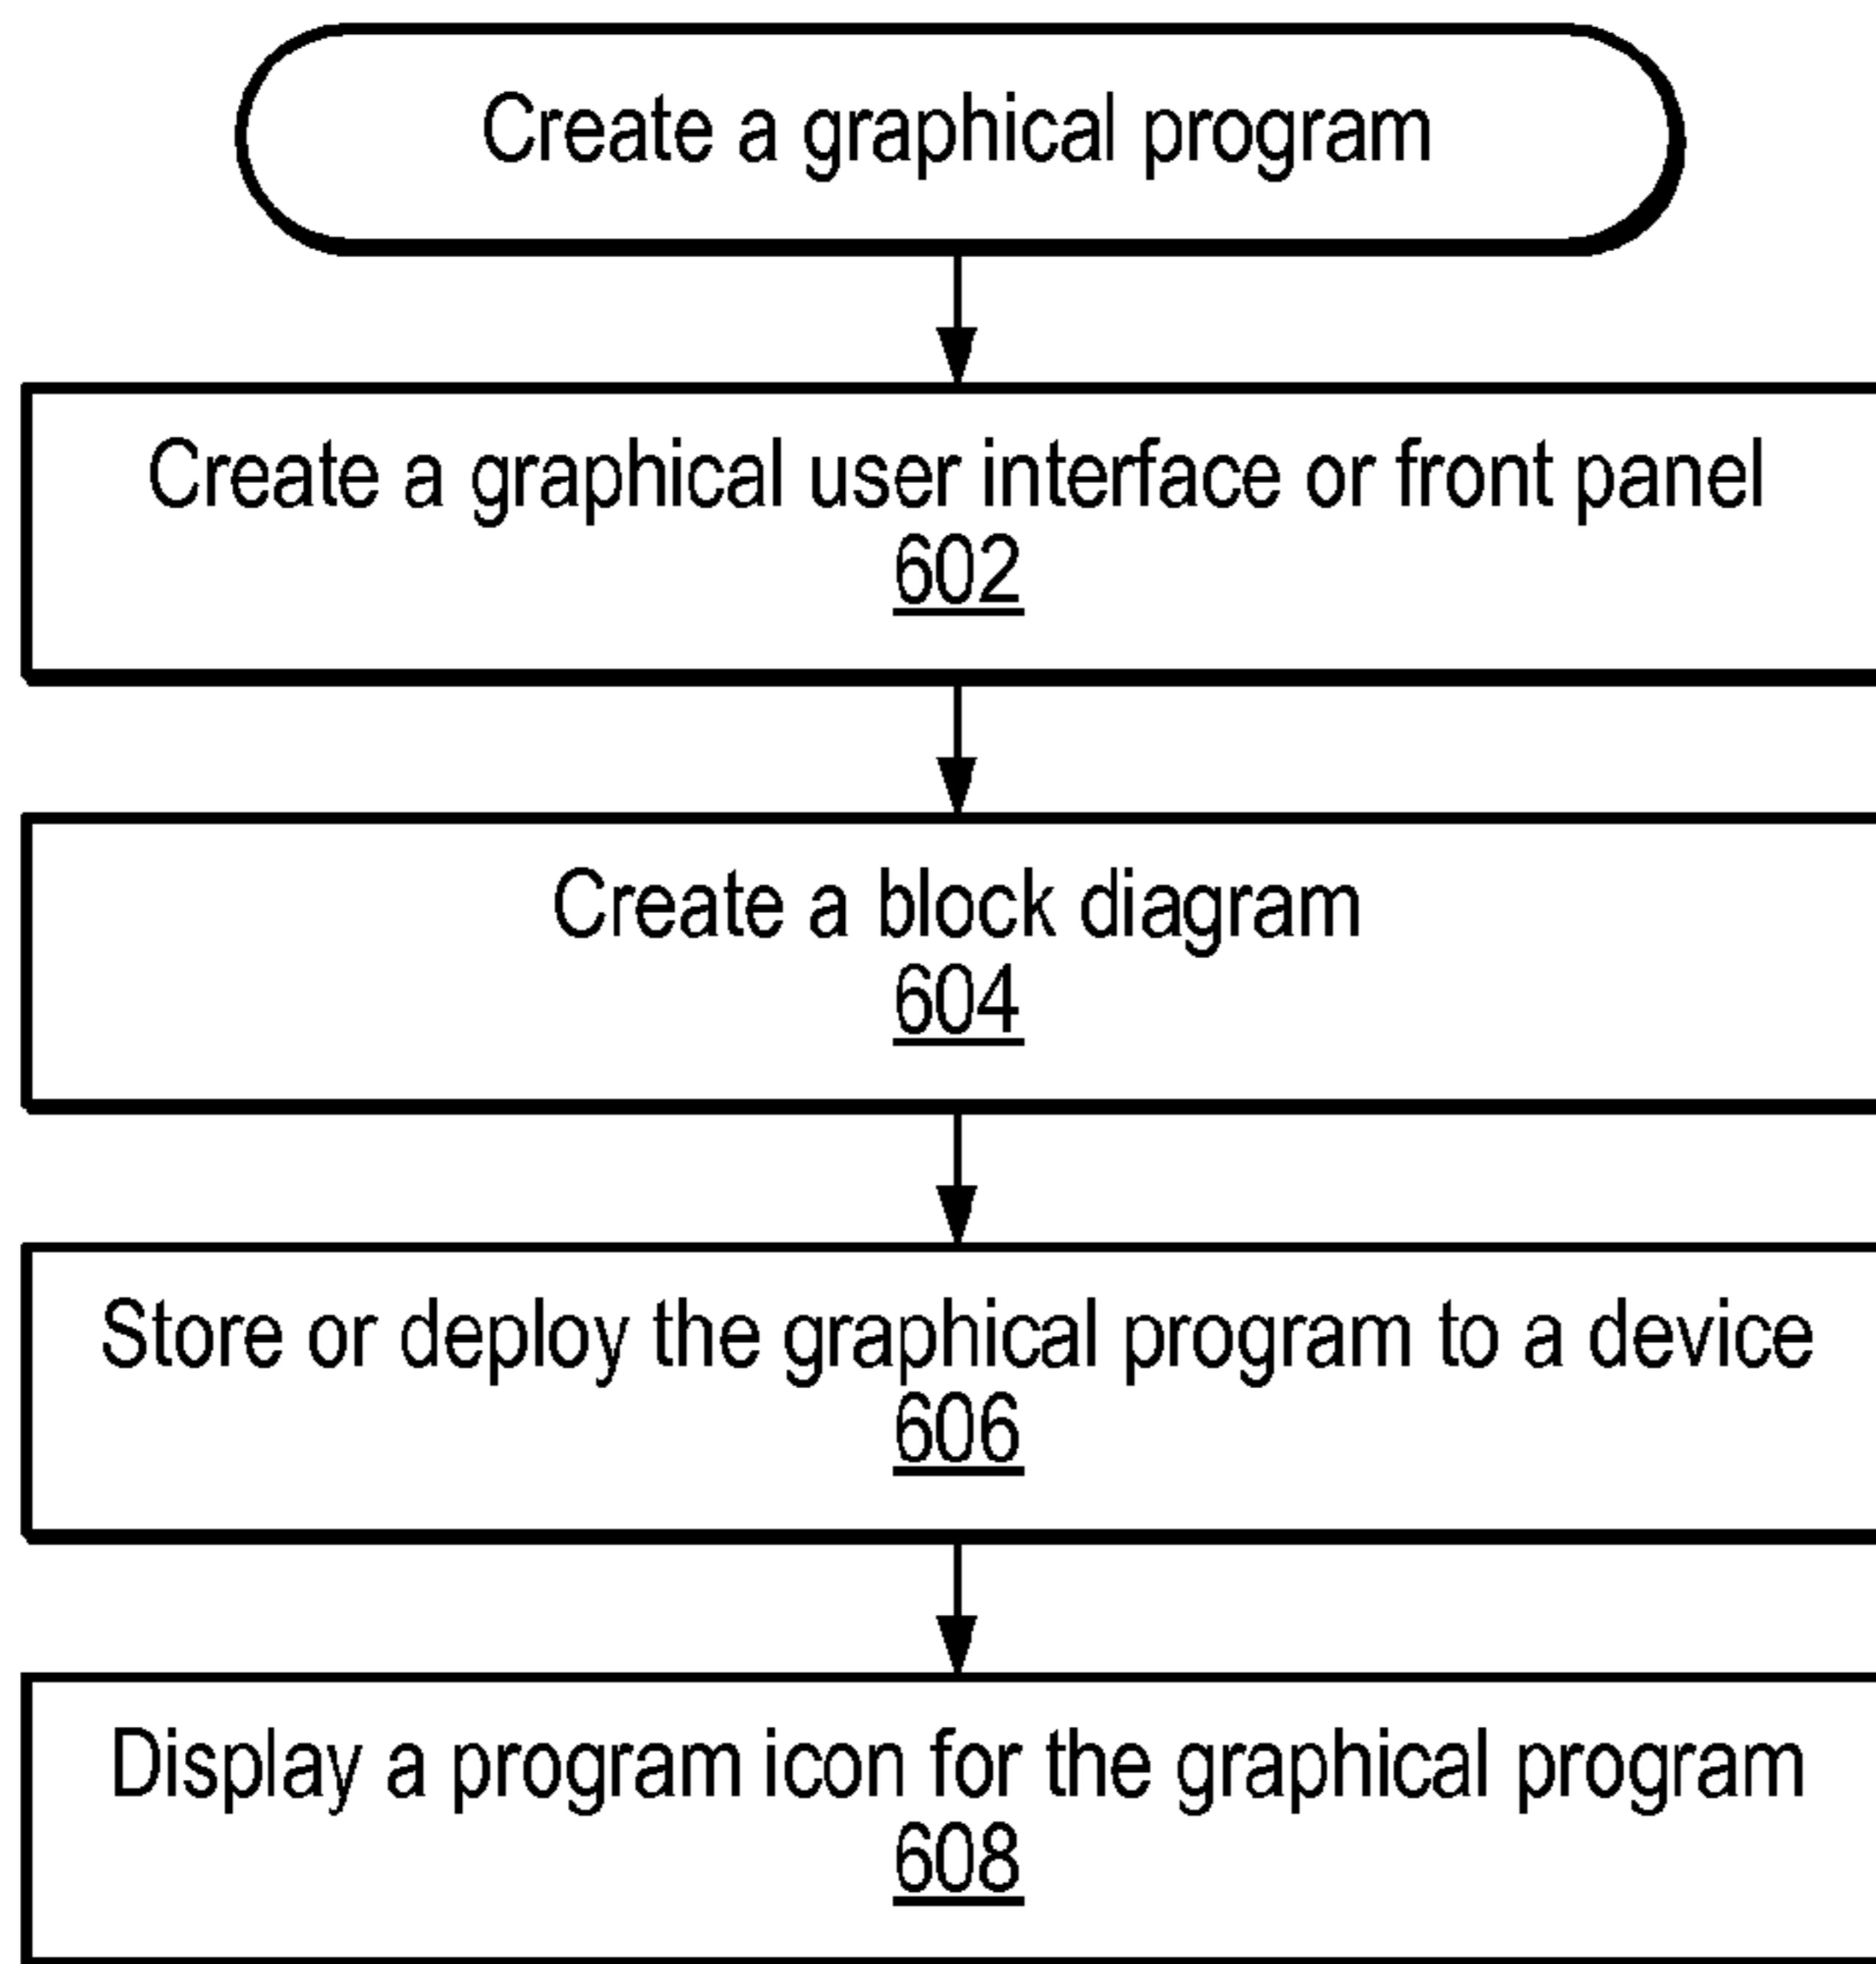 Create a graphical program
Create a graphical user interface or front panel
602
Create a block diagram
604
Store or deploy the graphical program to a device
606
Display a program icon for the graphical program
608